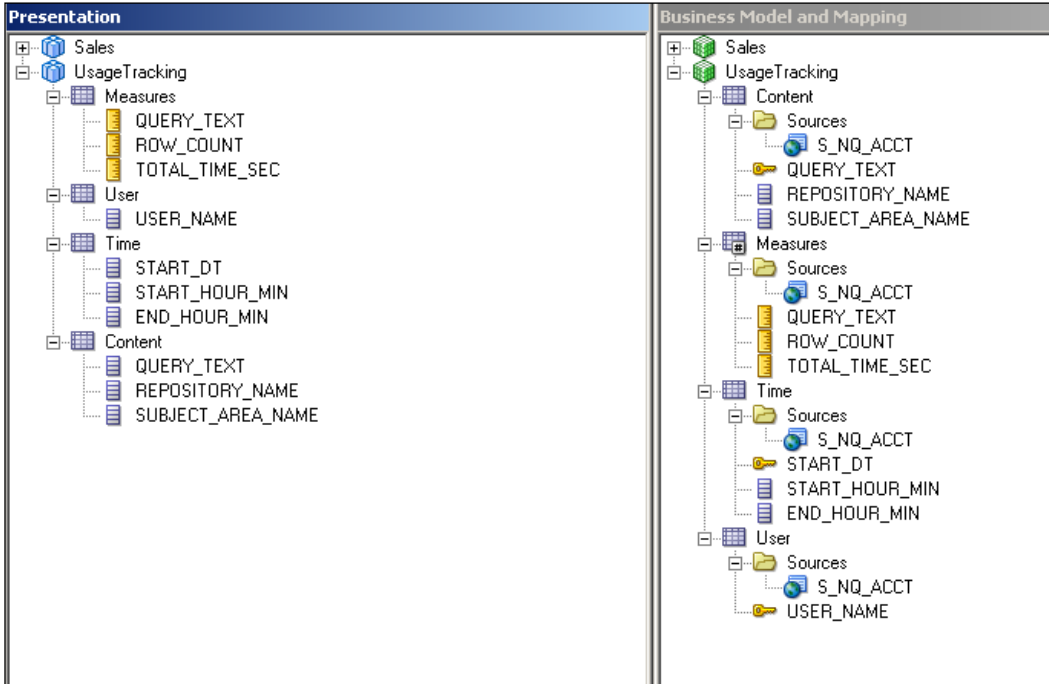 Presentation
Sales
UsageTracking
Measures
QUERY_TEXT
ROW_COUNT
TOTAL_TIME_SEC
User
USER_NAME
Time
START_DT
START_HOUR_MIN
END_HOUR_MIN
Content
QUERY_TEXT
REPOSITORY_NAME
SUBJECT_AREA_NAME
Business Model and Mapping
Sales
UsageTracking
Content
Sources
S_NQ_ACCT
QUERY_TEXT
REPOSITORY_NAME
SUBJECT_AREA_NAME
Measures
Sources
S_NQ_ACCT
QUERY_TEXT
ROW_COUNT
TOTAL_TIME_SEC
Time
Sources
S_NQ_ACCT
START_DT
START_HOUR_MIN
END_HOUR_MIN
User
Sources
S_NQ_ACCT
USER_NAME